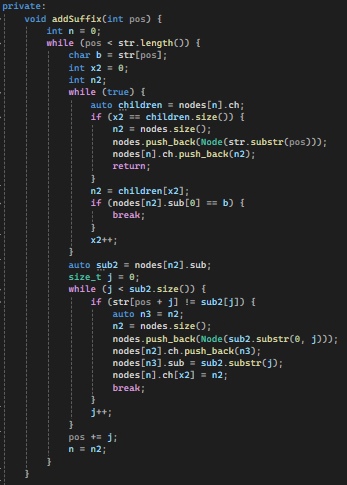 private:
    void addSuffix(int pos) {
        int n = 0;
        while (pos < str.length()) {
            char b = str[pos];
            int x2 = 0;
            int n2;
            while (true) {
                auto children = nodes[n].ch;
                if (x2 == children.size()) {
                    n2 = nodes.size();
                    nodes.push_back(Node(str.substr(pos)));
                    nodes[n].ch.push_back(n2);
                    return;
                }
                n2 = children[x2];
                if (nodes[n2].sub[0] == b) {
                    break;
                }
                x2++;
            }
            auto sub2 = nodes[n2].sub;
            size_t j = 0;
            while (j < sub2.size()) {
                if (str[pos + j] != sub2[j]) {
                    auto n3 = n2;
                    n2 = nodes.size();
                    nodes.push_back(Node(sub2.substr(0, j)));
                    nodes[n2].ch.push_back(n3);
                    nodes[n3].sub = sub2.substr(j);
                    nodes[n].ch[x2] = n2;
                    break;
                }
                j++;
            }
            pos += j;
            n = n2;
        }
    }